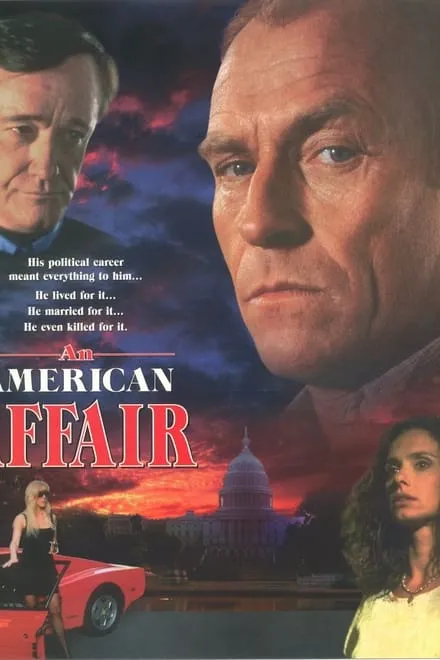 His political career
meant everything to him...
He lived for it...
He married for it...
He even killed for it.
An
AMERICAN
AFFAIR